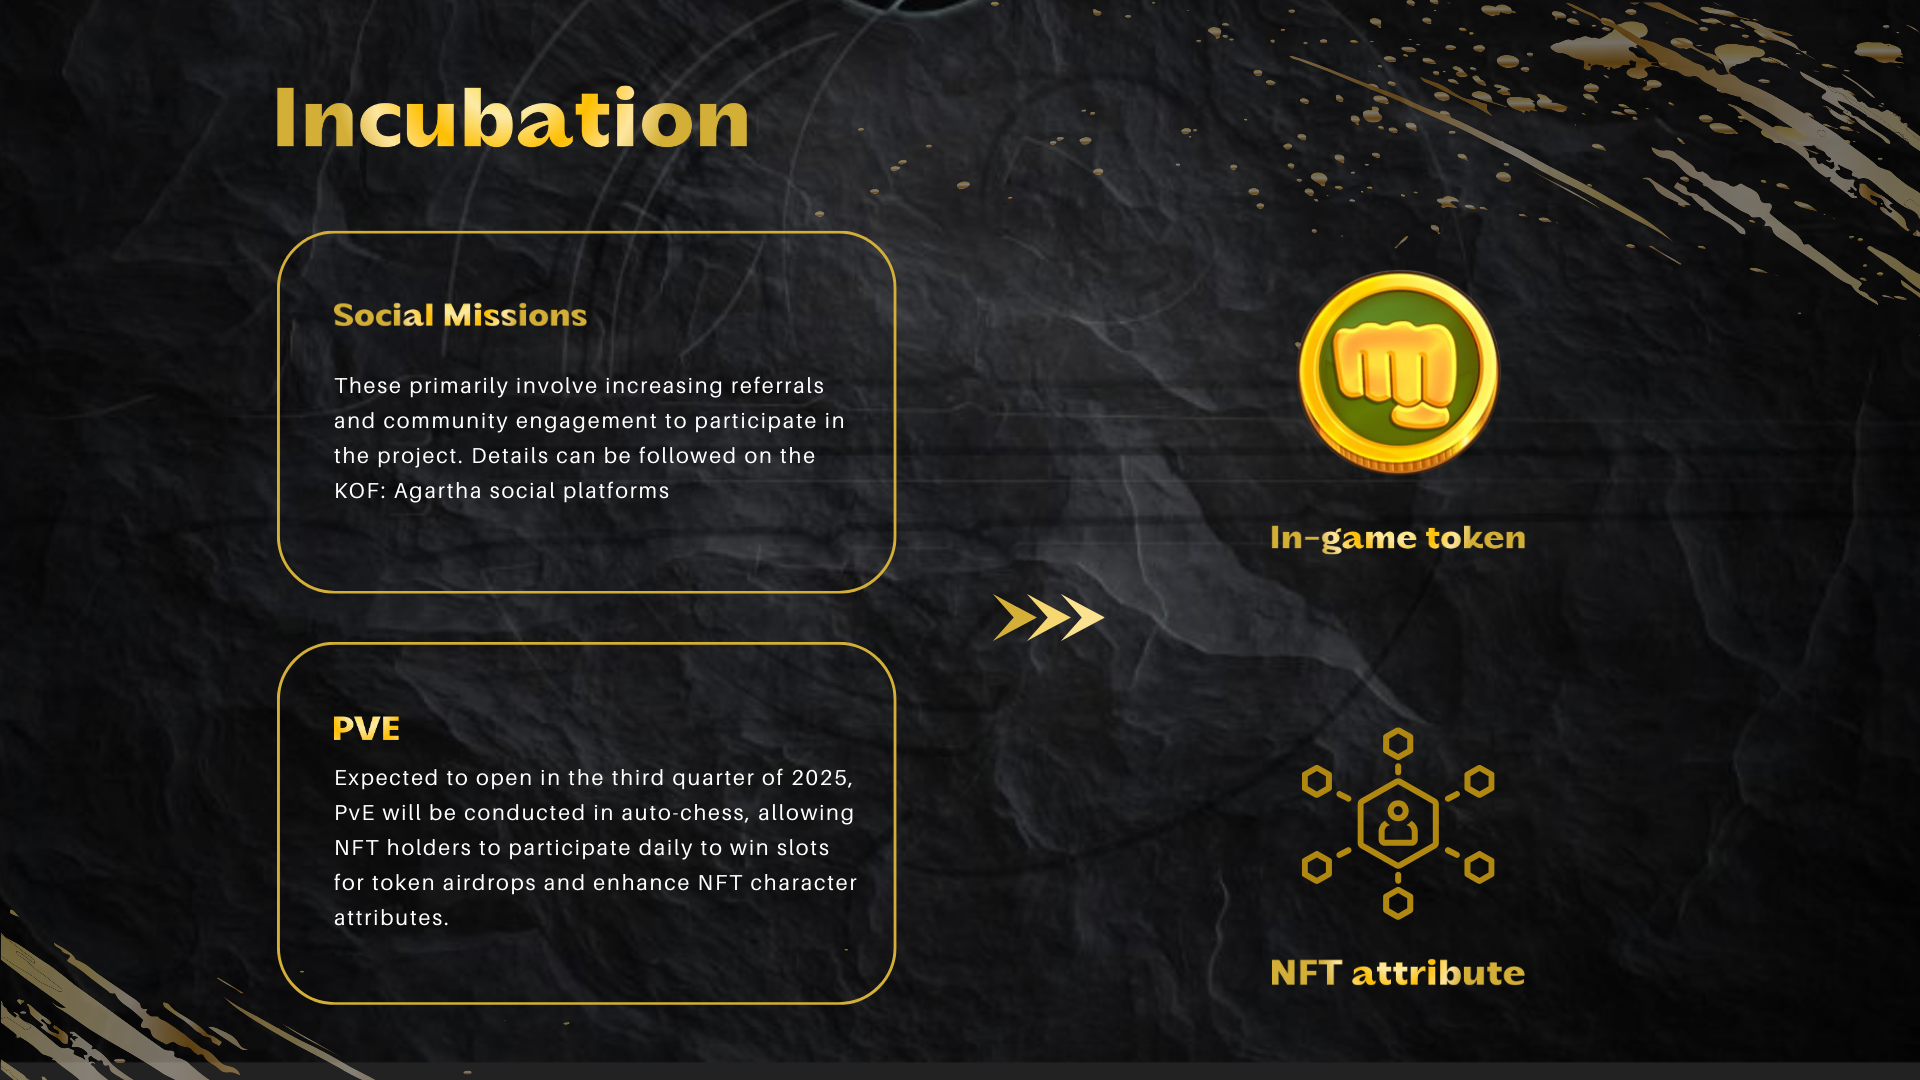 Incubation
Social Missions
These primarily involve increasing referrals
and community engagement to participate in
the project. Details can be followed on the
KOF: Agartha social platforms
PVE
Expected to open in the third quarter of 2025,
PvE will be conducted in auto-chess, allowing
NFT holders to participate daily to win slots
for token airdrops and enhance NFT character
attributes.
In-game token
NFT attribute